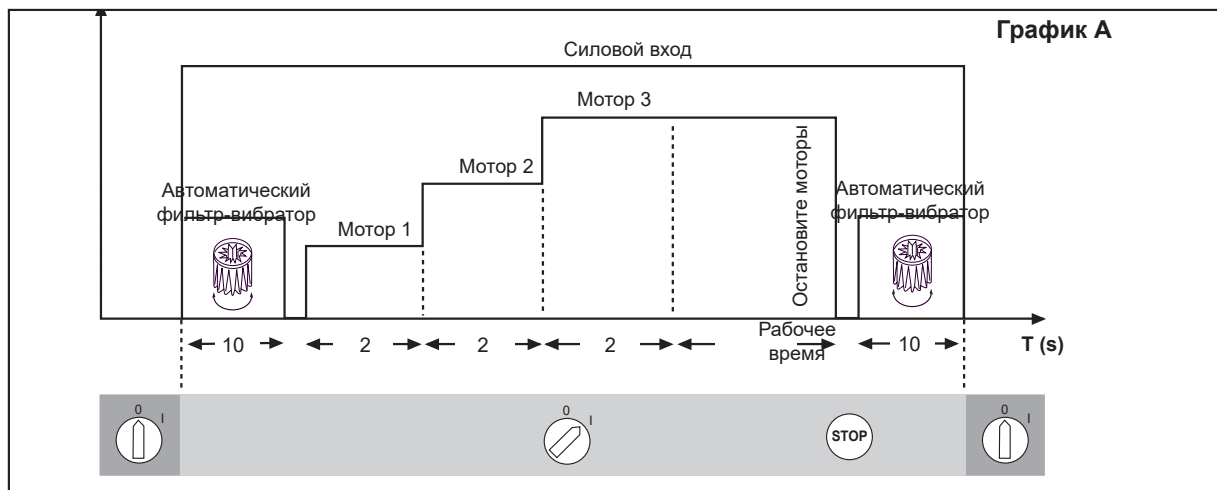 График А
Силовой вход
Мотор 3
Мотор 2
Автоматический
фильтр-вибратор
Мотор 1
Остановите моторы
Автоматический
фильтр-вибратор
10
2
2
2
Рабочее
время
10
T (s)
0
I
0
I
STOP
0
I